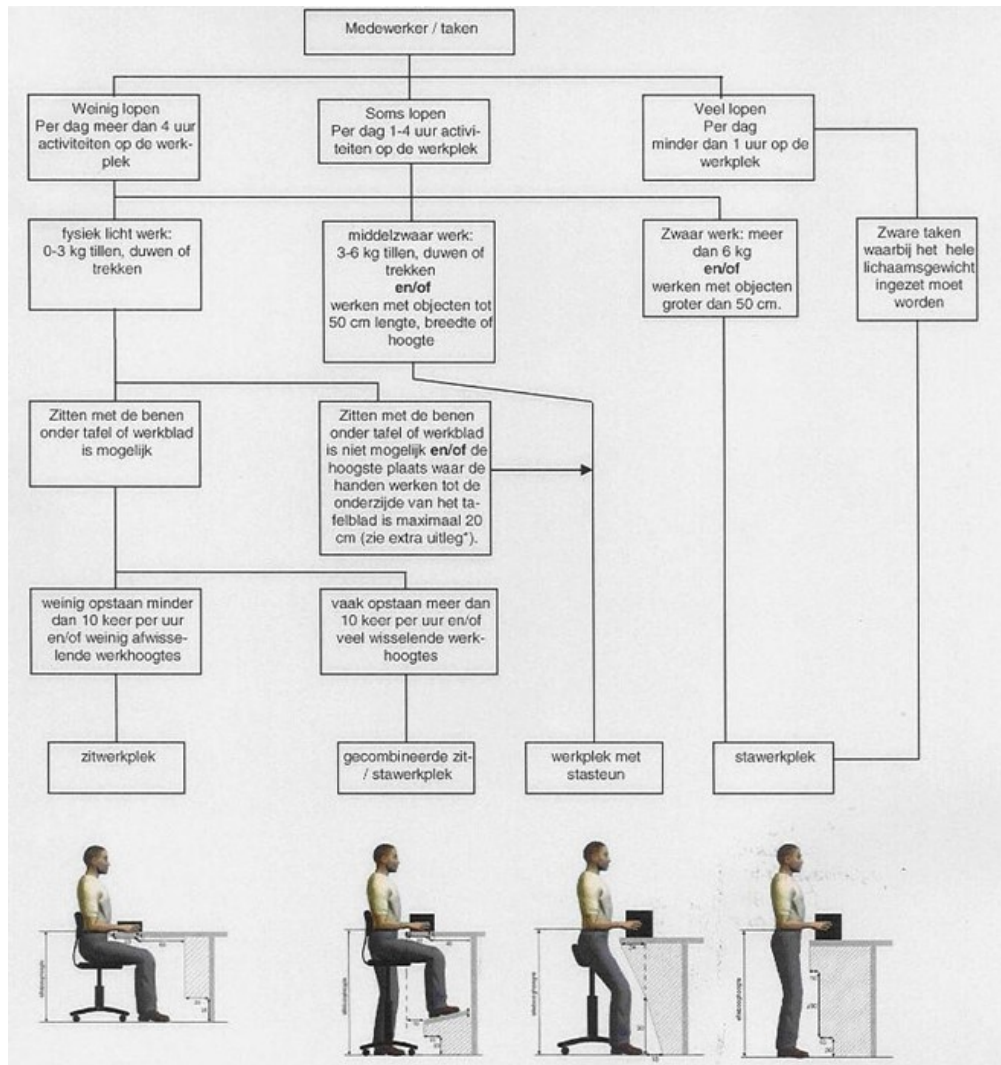 Medewerker / taken
Weinig lopen
Per dag meer dan 4 uur
activiteiten op de werk-
plek
Soms lopen
Per dag 1-4 uur activi-
teiten op de werkplek
Veel lopen
Per dag
minder dan 1 uur op de
werkplek
fysiek licht werk:
0-3 kg tillen, duwen of
trekken
middelzwaar werk:
3-6 kg tillen, duwen of
trekken
en/of
werken met objecten tot
50 cm lengte, breedte of
hoogte
Zwaar werk: meer
dan 6 kg
en/of
werken met objecten
groter dan 50 cm.
Zware taken
waarbij het hele
lichaamsgewicht
ingezet moet
worden
Zitten met de benen
onder tafel of werkblad
is mogelijk
Zitten met de benen
onder tafel of werkblad
is niet mogelijk en/of de
hoogste plaats waar de
handen werken tot de
onderzijde van het ta-
felblad is maximaal 20
cm (zie extra uitleg*).
weinig opstaan minder
dan 10 keer per uur
en/of weinig afwisse-
lende werkhoogtes
vaak opstaan meer dan
10 keer per uur en/of
veel wisselende werk-
hoogtes
zitwerkplek
gecombineerde zit-
/ stawerkplek
werkplek met
stasteun
stawerkplek